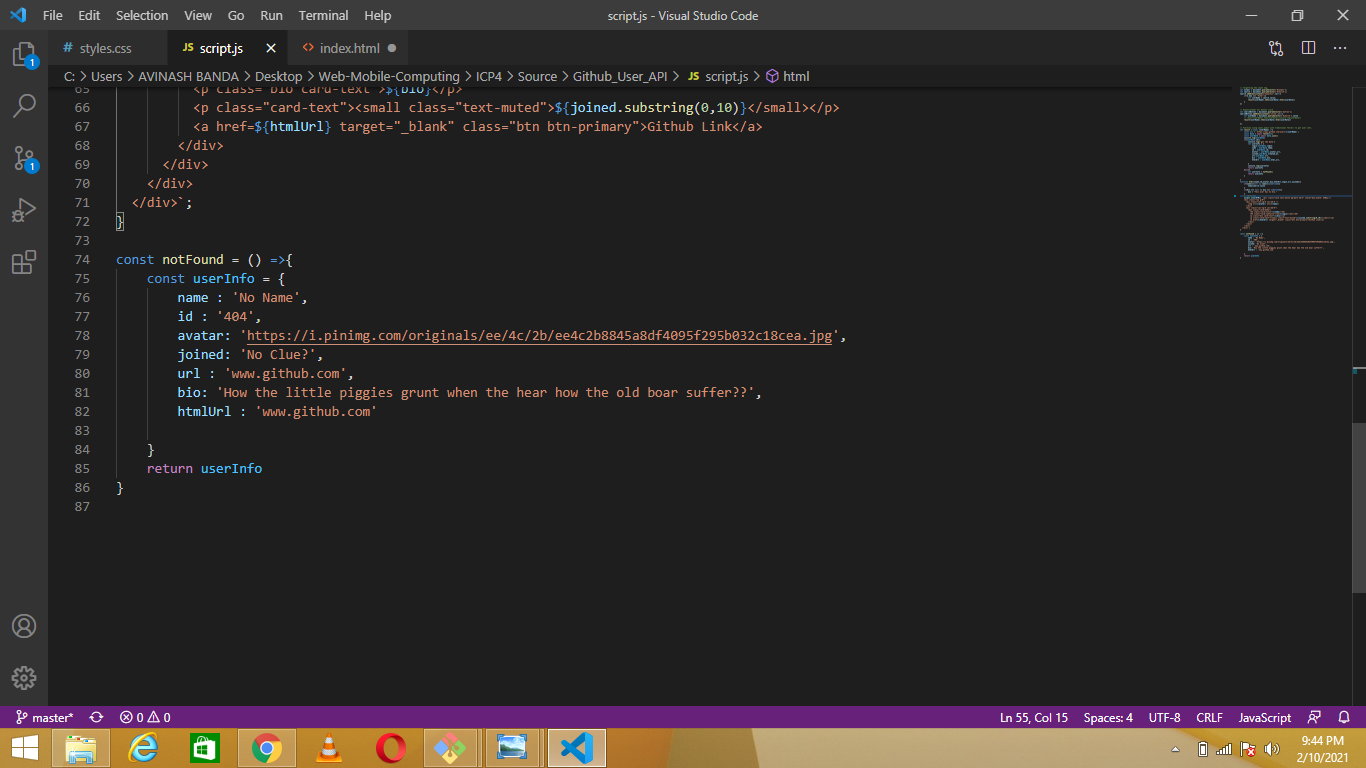 File Edit Selection View Go Run Terminal Help
script.js - Visual Studio Code
# styles.css
JS script.js
<> index.html
C: > Users > AVINASH BANDA > Desktop > Web-Mobile-Computing > ICP4 > Source > Github_User_API > JS script.js > html
65 <p class="bio card-text">${bio}</p>
66 <p class="card-text"><small class="text-muted">${joined.substring(0,10)}</small></p>
67 <a href=${htmlUrl} target="_blank" class="btn btn-primary">Github Link</a>
68 </div>
69 </div>
70 </div>
71 </div>`;
72 }
73
74 const notFound = () =>{
75 const userInfo = {
76 name : 'No Name',
77 id : '404',
78 avatar: 'https://i.pinimg.com/originals/ee/4c/2b/ee4c2b8845a8df4095f295b032c18cea.jpg',
79 joined: 'No Clue?',
80 url : 'www.github.com',
81 bio: 'How the little piggies grunt when the hear how the old boar suffer??',
82 htmlUrl : 'www.github.com'
83
84 }
85 return userInfo
86 }
87
1
1
master* 0 0
Ln 55, Col 15 Spaces: 4 UTF-8 CRLF JavaScript
9:44 PM
2/10/2021